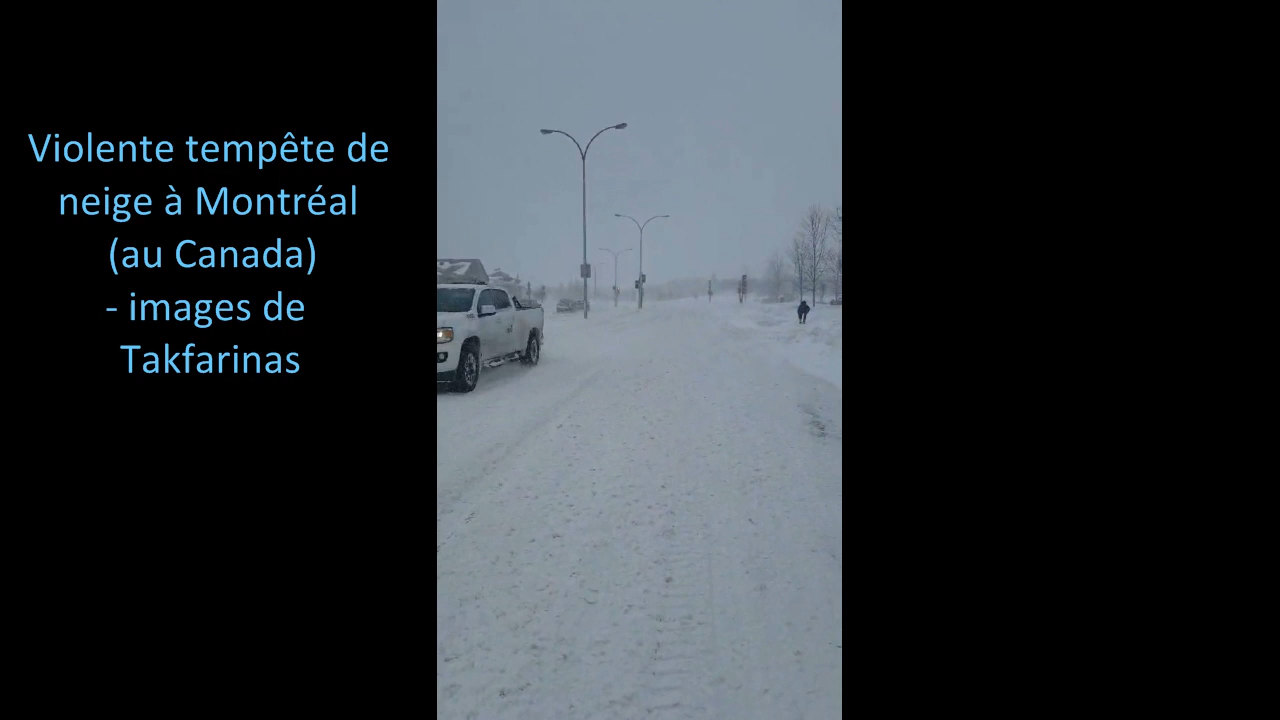 Violente tempête de
neige à Montréal
(au Canada)
- images de
Takfarinas